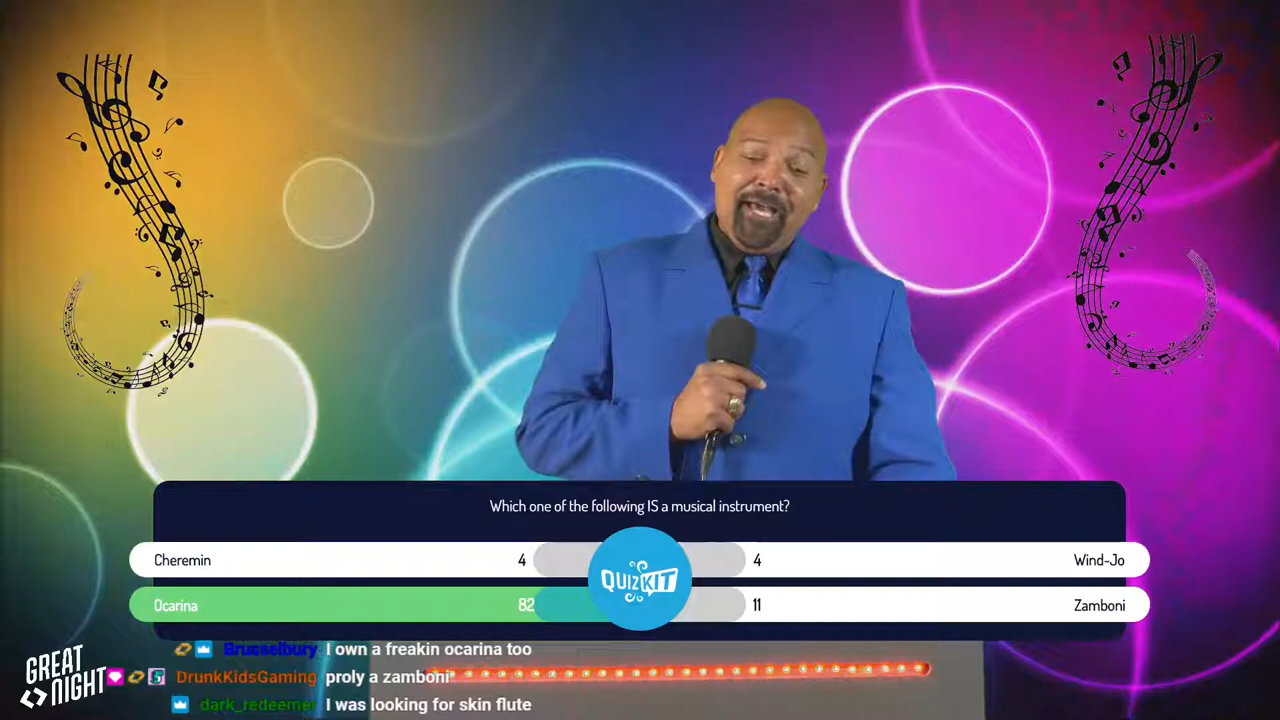 Which one of the following IS a musical instrument?
Cheremin 4
4 Wind-Jo
Ocarina 82
11 Zamboni
QUIZKIT
GREAT NIGHT
Brusselbury I own a freakin ocarina too
DrunkKidsGaming proly a zamboni
dark_redeemer I was looking for skin flute